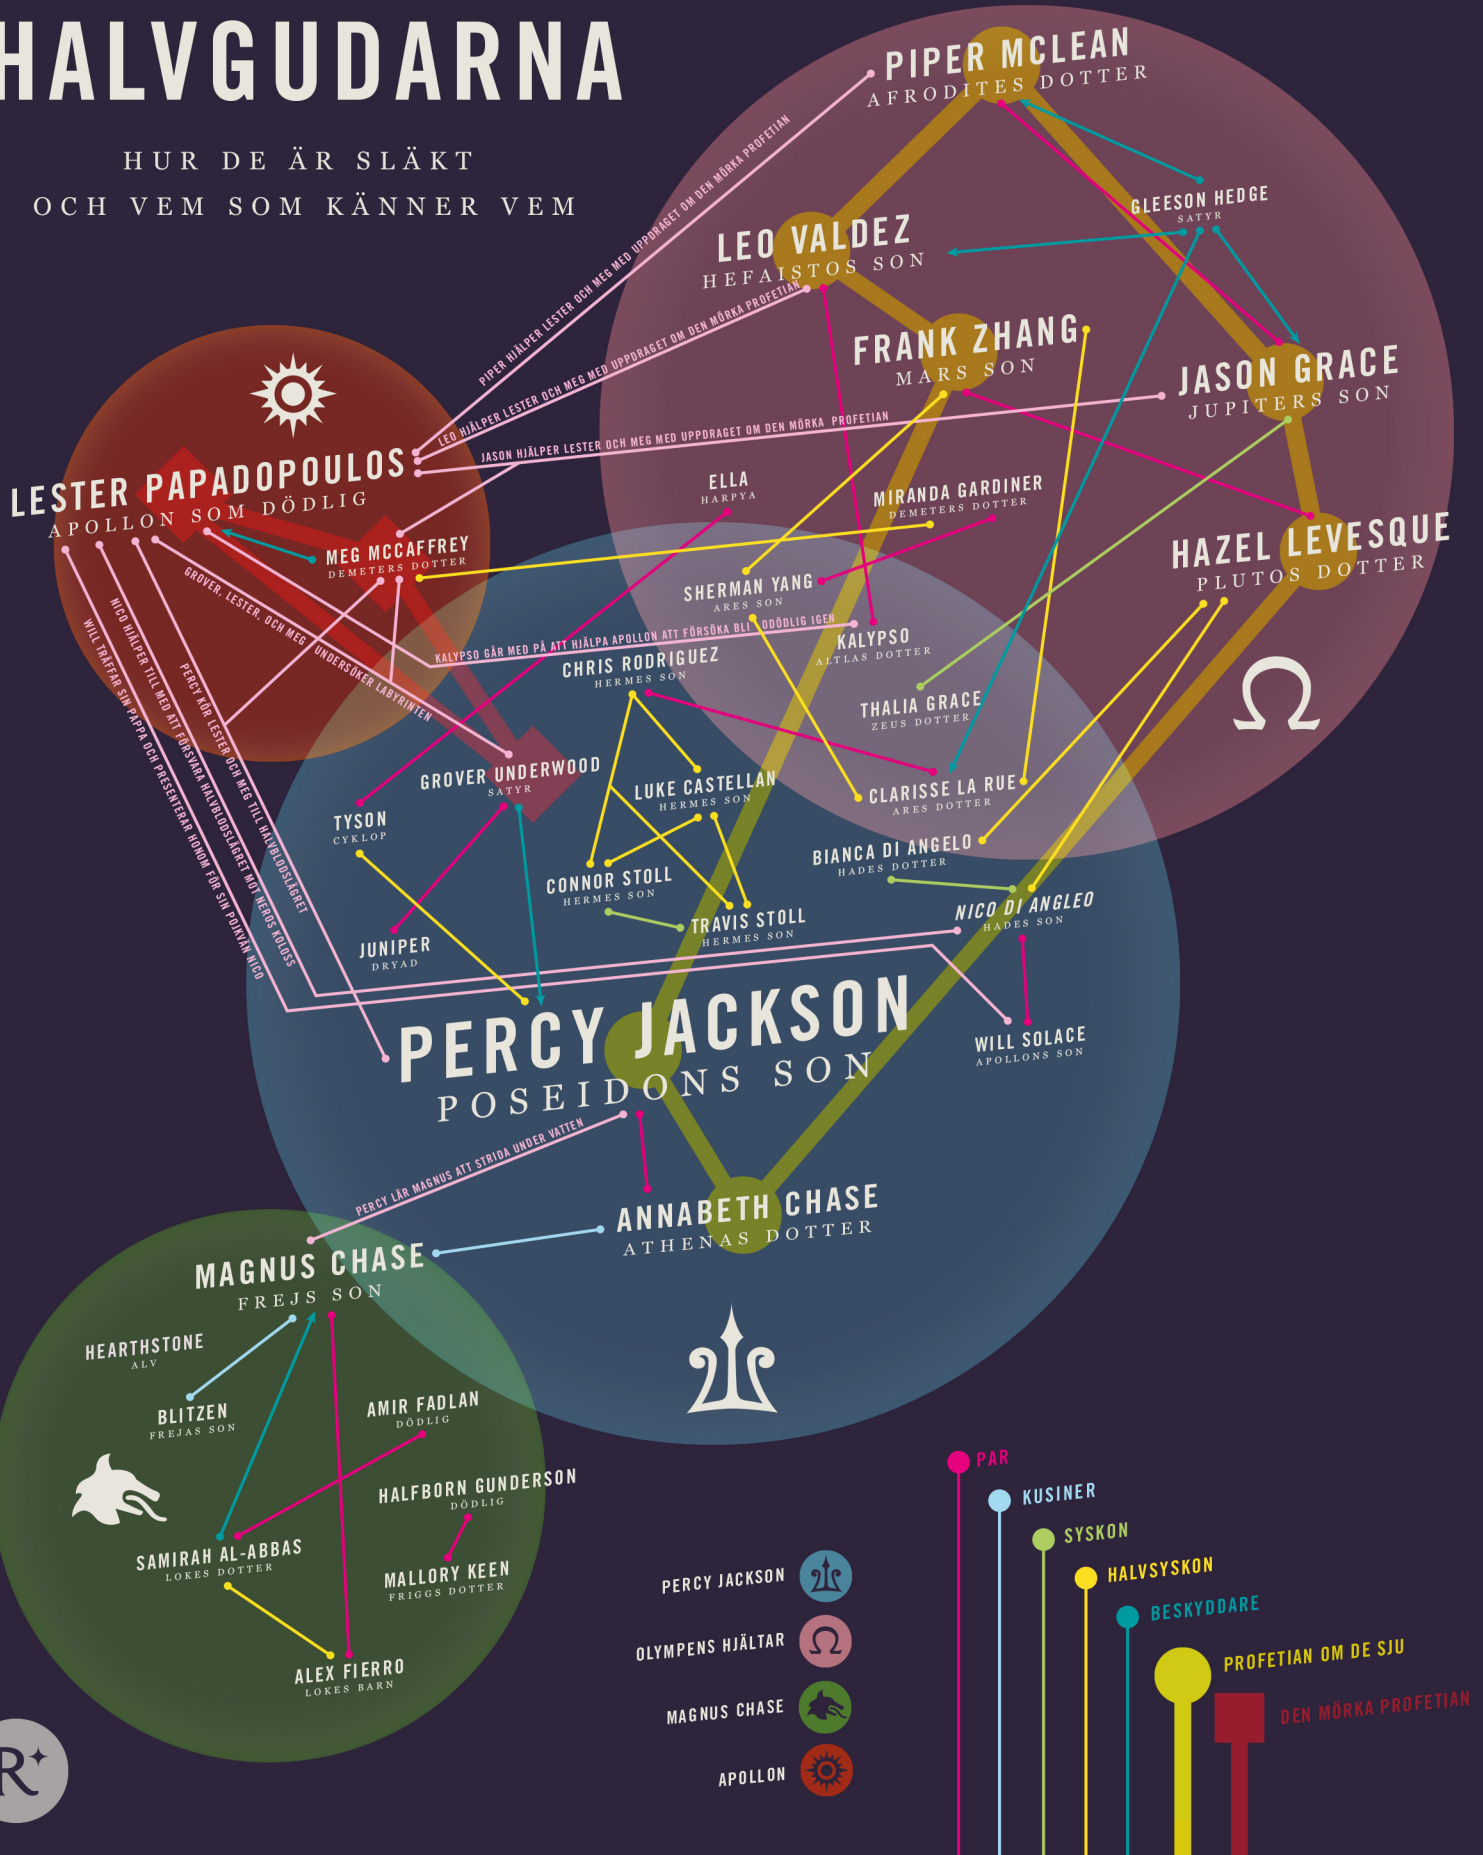 HALVGUDARNA
HUR DE ÄR SLÄKT
OCH VEM SOM KÄNNER VEM
PIPER MCLEAN
AFRODITES DOTTER
GLEESON HEDGE
SATYR
LEO VALDEZ
HEFAISTOS SON
FRANK ZHANG
MARS SON
JASON GRACE
JUPITERS SON
HAZEL LEVESQUE
PLUTOS DOTTER
PIPER HJÄLPER LESTER OCH MEG MED UPPDRAGET OM DEN MÖRKA PROFETIAN
LEO HJÄLPER LESTER OCH MEG MED UPPDRAGET OM DEN MÖRKA PROFETIAN
JASON HJÄLPER LESTER OCH MEG MED UPPDRAGET OM DEN MÖRKA PROFETIAN
LESTER PAPADOPOULOS
APOLLON SOM DÖDLIG
MEG MCCAFFREY
DEMETERS DOTTER
ELLA
HARPYA
MIRANDA GARDINER
DEMETERS DOTTER
SHERMAN YANG
ARES SON
KALYPSO
ALTLAS DOTTER
THALIA GRACE
ZEUS DOTTER
KALYPSO GÅR MED PÅ ATT HJÄLPA APOLLON ATT FÖRSÖKA BLI ODÖDLIG IGEN
GROVER, LESTER, OCH MEG UNDERSÖKER LABYRINTEN
PERCY KÖR LESTER OCH MEG TILL HALVBLODSLÄGRET
NICO HJÄLPER TILL MED ATT FÖRSVARA HALVBLODSLÄGRET MOT NEROS KOLOSS
WILL TRÄFFAR SIN PAPPA OCH PRESENTERAR HONOM FÖR SIN POJKVÄN NICO
CHRIS RODRIGUEZ
HERMES SON
GROVER UNDERWOOD
SATYR
LUKE CASTELLAN
HERMES SON
CLARISSE LA RUE
ARES DOTTER
TYSON
CYKLOP
BIANCA DI ANGELO
HADES DOTTER
CONNOR STOLL
HERMES SON
NICO DI ANGLEO
HADES SON
TRAVIS STOLL
HERMES SON
JUNIPER
DRYAD
PERCY JACKSON
POSEIDONS SON
WILL SOLACE
APOLLONS SON
PERCY LÄR MAGNUS ATT STRIDA UNDER VATTEN
ANNABETH CHASE
ATHENAS DOTTER
MAGNUS CHASE
FREJS SON
HEARTHSTONE
ALV
BLITZEN
FREJAS SON
AMIR FADLAN
DÖDLIG
HALFBORN GUNDERSON
DÖDLIG
SAMIRAH AL-ABBAS
LOKES DOTTER
MALLORY KEEN
FRIGGS DOTTER
ALEX FIERRO
LOKES BARN
PERCY JACKSON
OLYMPENS HJÄLTAR
MAGNUS CHASE
APOLLON
PAR
KUSINER
SYSKON
HALVSYSKON
BESKYDDARE
PROFETIAN OM DE SJU
DEN MÖRKA PROFETIAN
R